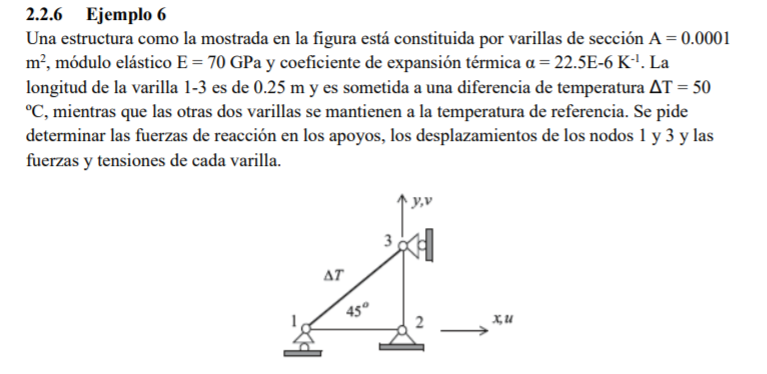 2.2.6 Ejemplo 6
Una estructura como la mostrada en la figura está constituida por varillas de sección A = 0.0001
m², módulo elástico E = 70 GPa y coeficiente de expansión térmica α = 22.5E-6 K⁻¹. La
longitud de la varilla 1-3 es de 0.25 m y es sometida a una diferencia de temperatura ΔT = 50
ºC, mientras que las otras dos varillas se mantienen a la temperatura de referencia. Se pide
determinar las fuerzas de reacción en los apoyos, los desplazamientos de los nodos 1 y 3 y las
fuerzas y tensiones de cada varilla.
y,v
3
ΔT
45º
1
2
x,u